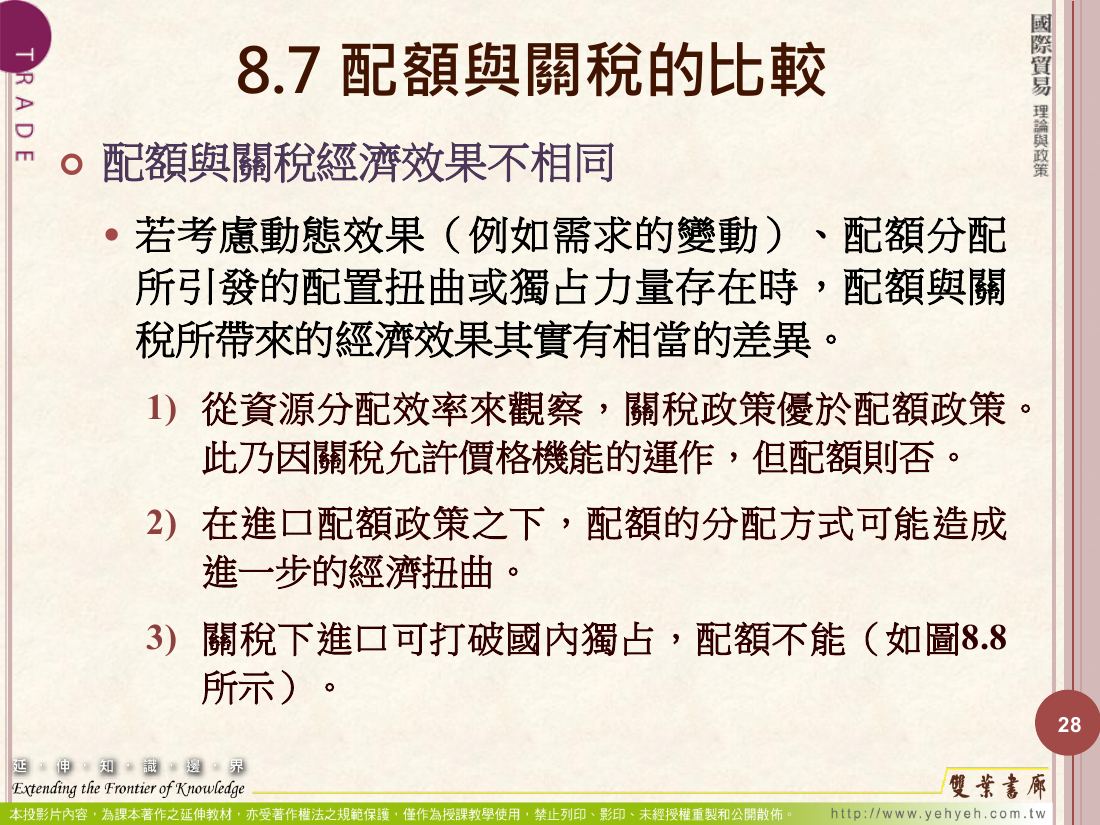 TRADE
國際貿易 理論與政策
8.7 配額與關稅的比較
配額與關稅經濟效果不相同
若考慮動態效果（例如需求的變動）、配額分配
所引發的配置扭曲或獨占力量存在時，配額與關
稅所帶來的經濟效果其實有相當的差異。
1) 從資源分配效率來觀察，關稅政策優於配額政策。
此乃因關稅允許價格機能的運作，但配額則否。
2) 在進口配額政策之下，配額的分配方式可能造成
進一步的經濟扭曲。
3) 關稅下進口可打破國內獨占，配額不能（如圖8.8
所示）。
28
延。伸。知。識。邊。界
Extending the Frontier of Knowledge
雙葉書廊
本投影片內容，為課本著作之延伸教材，亦受著作權法之規範保護，僅作為授課教學使用，禁止列印、影印、未經授權重製和公開散佈。
http://www.yehyeh.com.tw